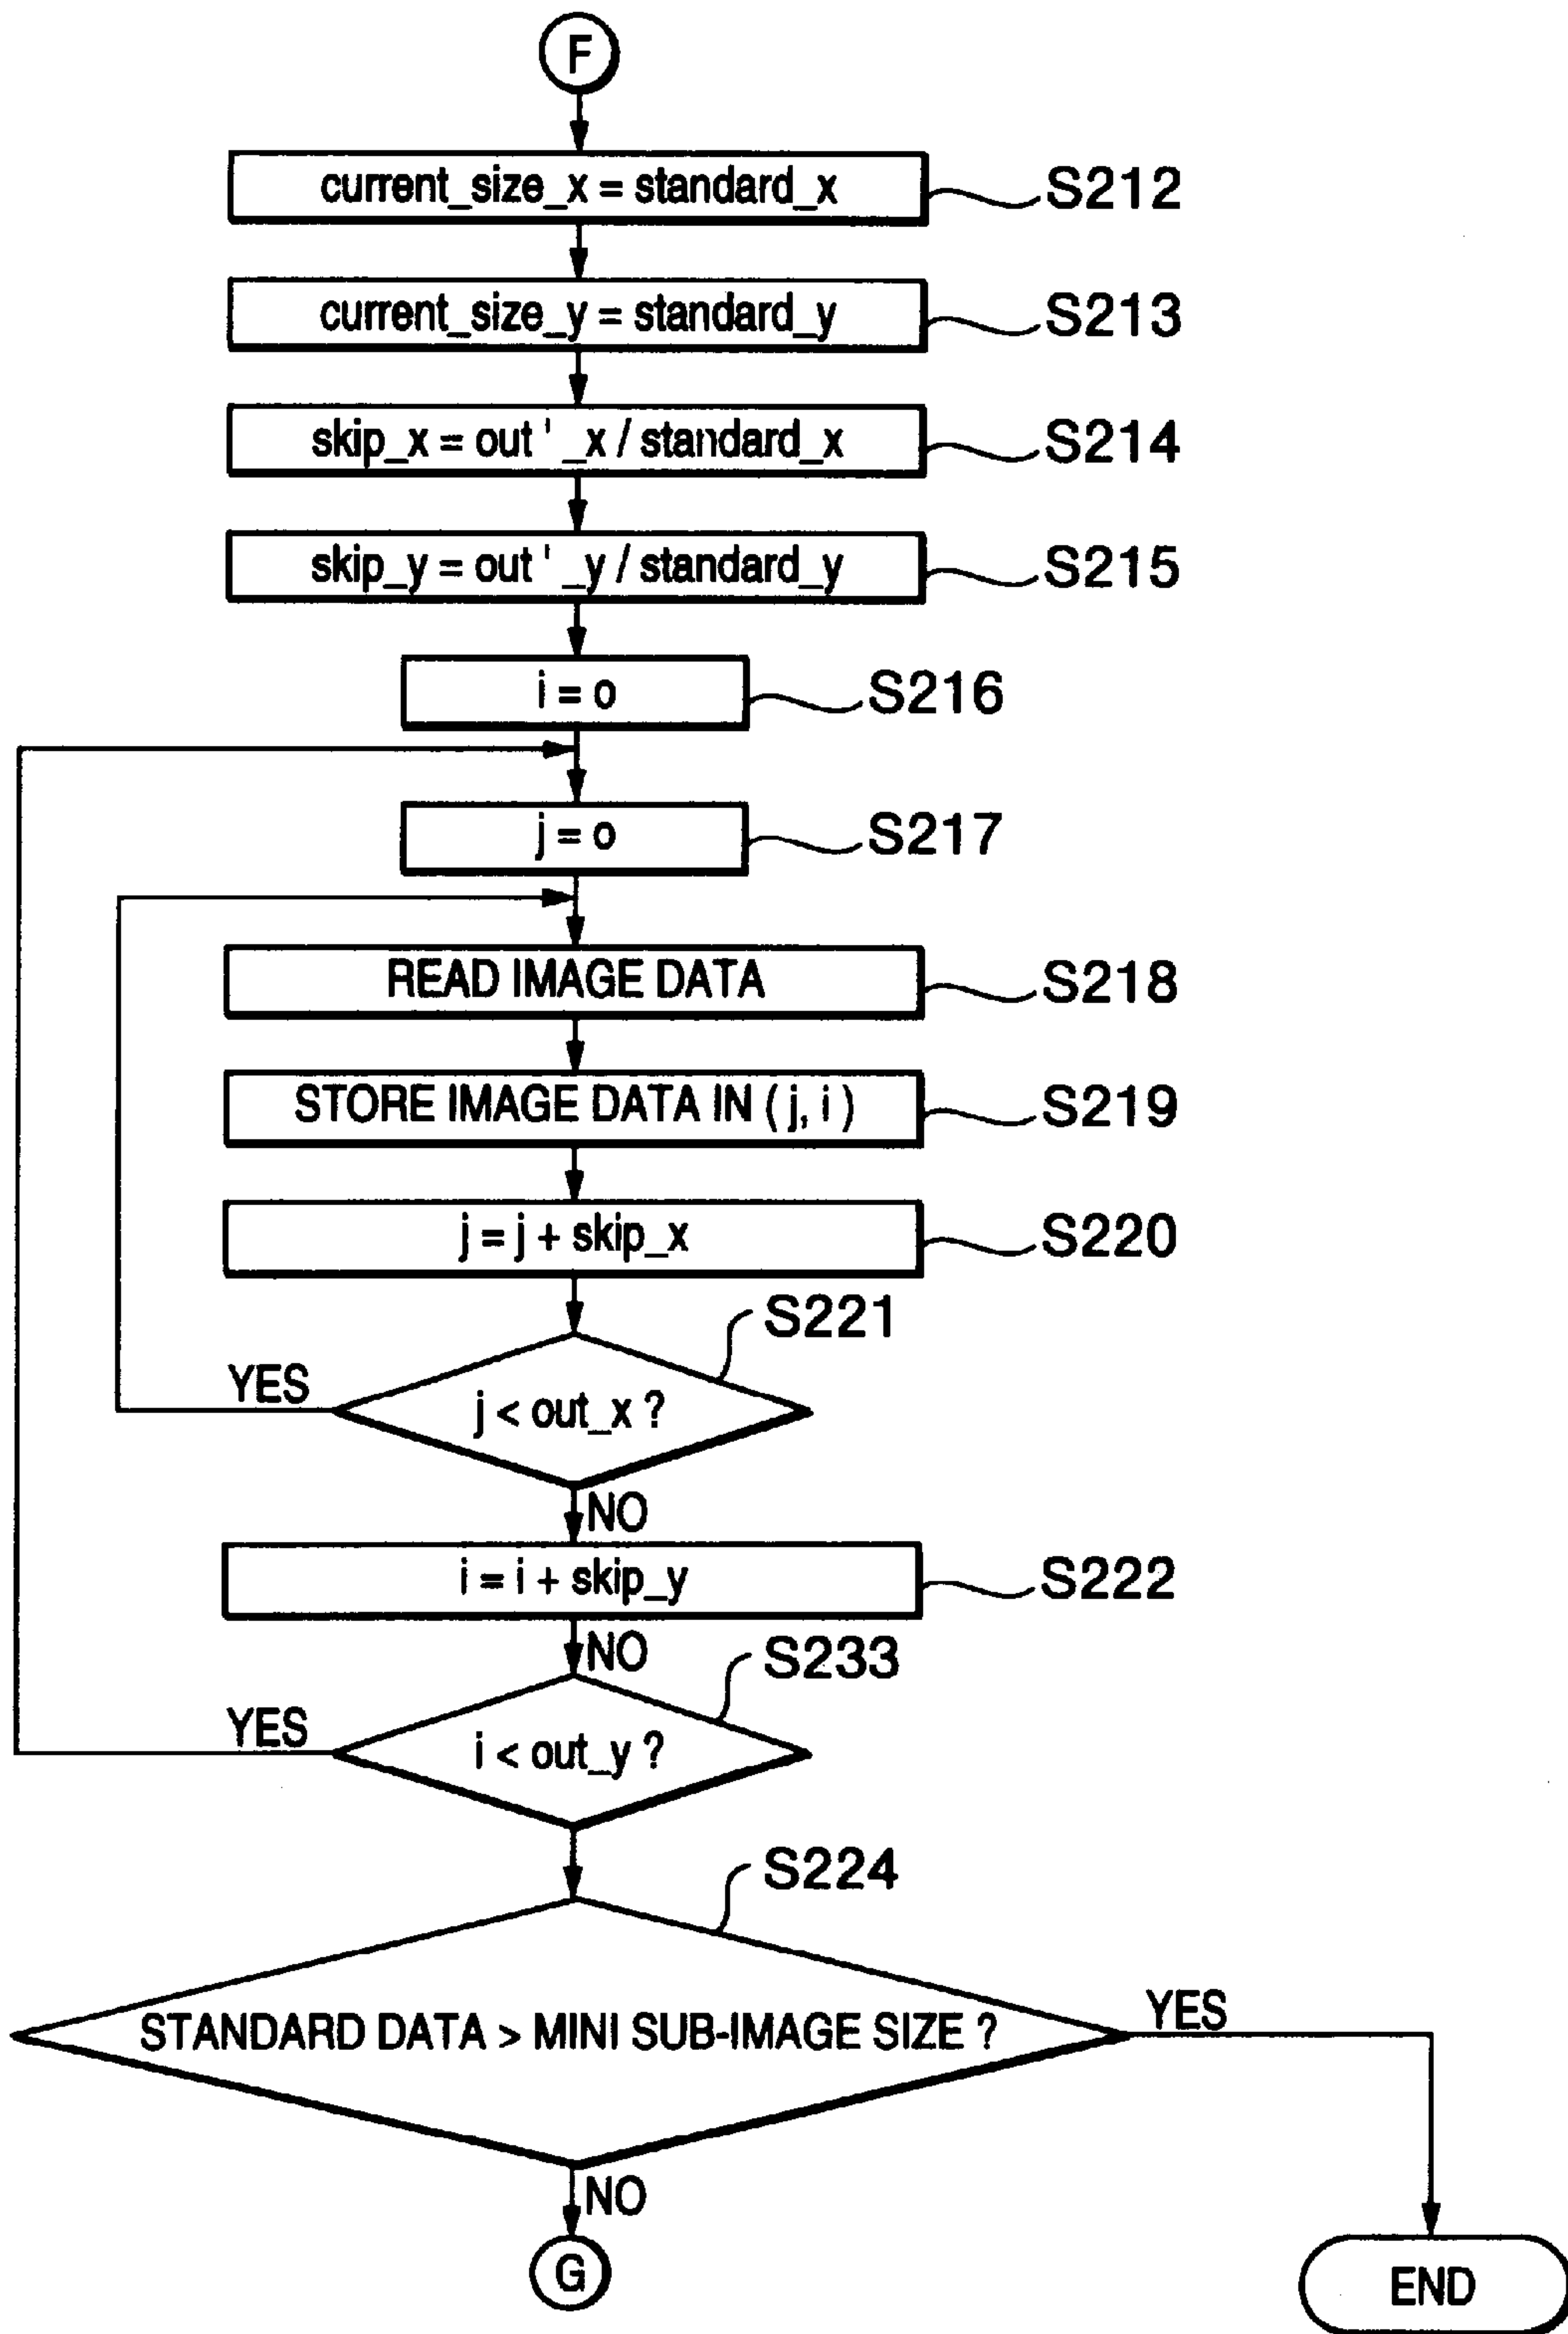 F
current_size_x = standard_x
S212
current_size_y = standard_y
S213
skip_x = out ' _x / standard_x
S214
skip_y = out ' _y / standard_y
S215
i = o
S216
j = o
S217
READ IMAGE DATA
S218
STORE IMAGE DATA IN ( j, i )
S219
j = j + skip_x
S220
S221
YES
j < out_x ?
NO
i = i + skip_y
S222
NO
S233
YES
i < out_y ?
S224
STANDARD DATA > MINI SUB-IMAGE SIZE ?
YES
NO
G
END